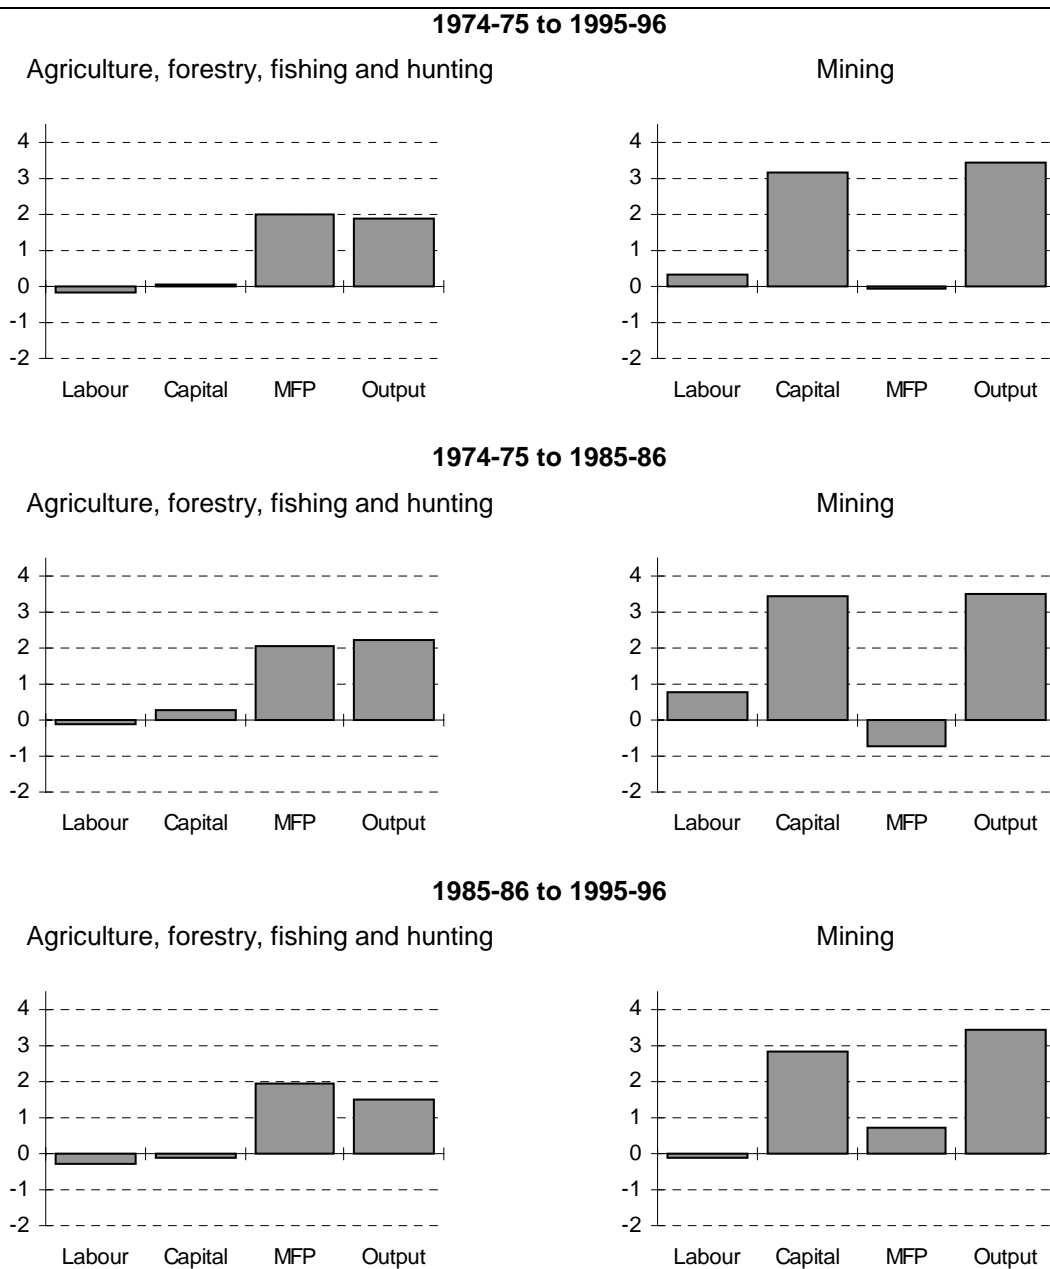 1974-75 to 1995-96
Agriculture, forestry, fishing and hunting
Mining
4
3
2
1
0
-1
-2
Labour Capital MFP Output
4
3
2
1
0
-1
-2
Labour Capital MFP Output
1974-75 to 1985-86
Agriculture, forestry, fishing and hunting
Mining
4
3
2
1
0
-1
-2
Labour Capital MFP Output
4
3
2
1
0
-1
-2
Labour Capital MFP Output
1985-86 to 1995-96
Agriculture, forestry, fishing and hunting
Mining
4
3
2
1
0
-1
-2
Labour Capital MFP Output
4
3
2
1
0
-1
-2
Labour Capital MFP Output